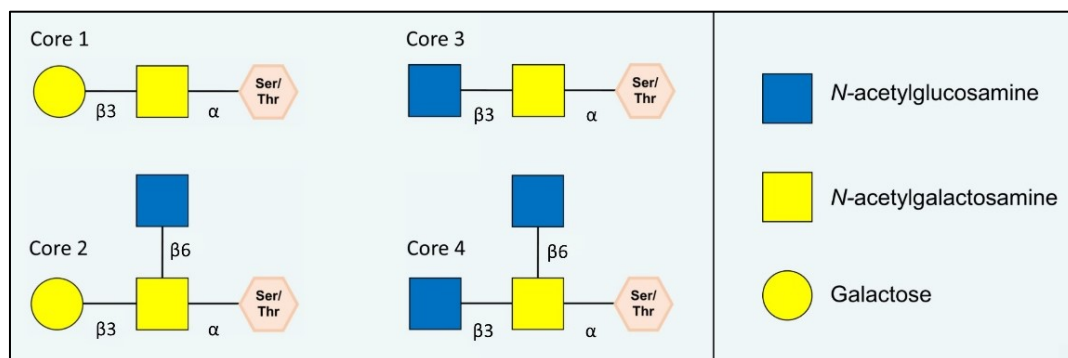 Core 1
Ser/
Thr
β3
α
Core 3
Ser/
Thr
β3
α
Core 2
β6
Ser/
Thr
β3
α
Core 4
β6
Ser/
Thr
β3
α
N-acetylglucosamine
N-acetylgalactosamine
Galactose